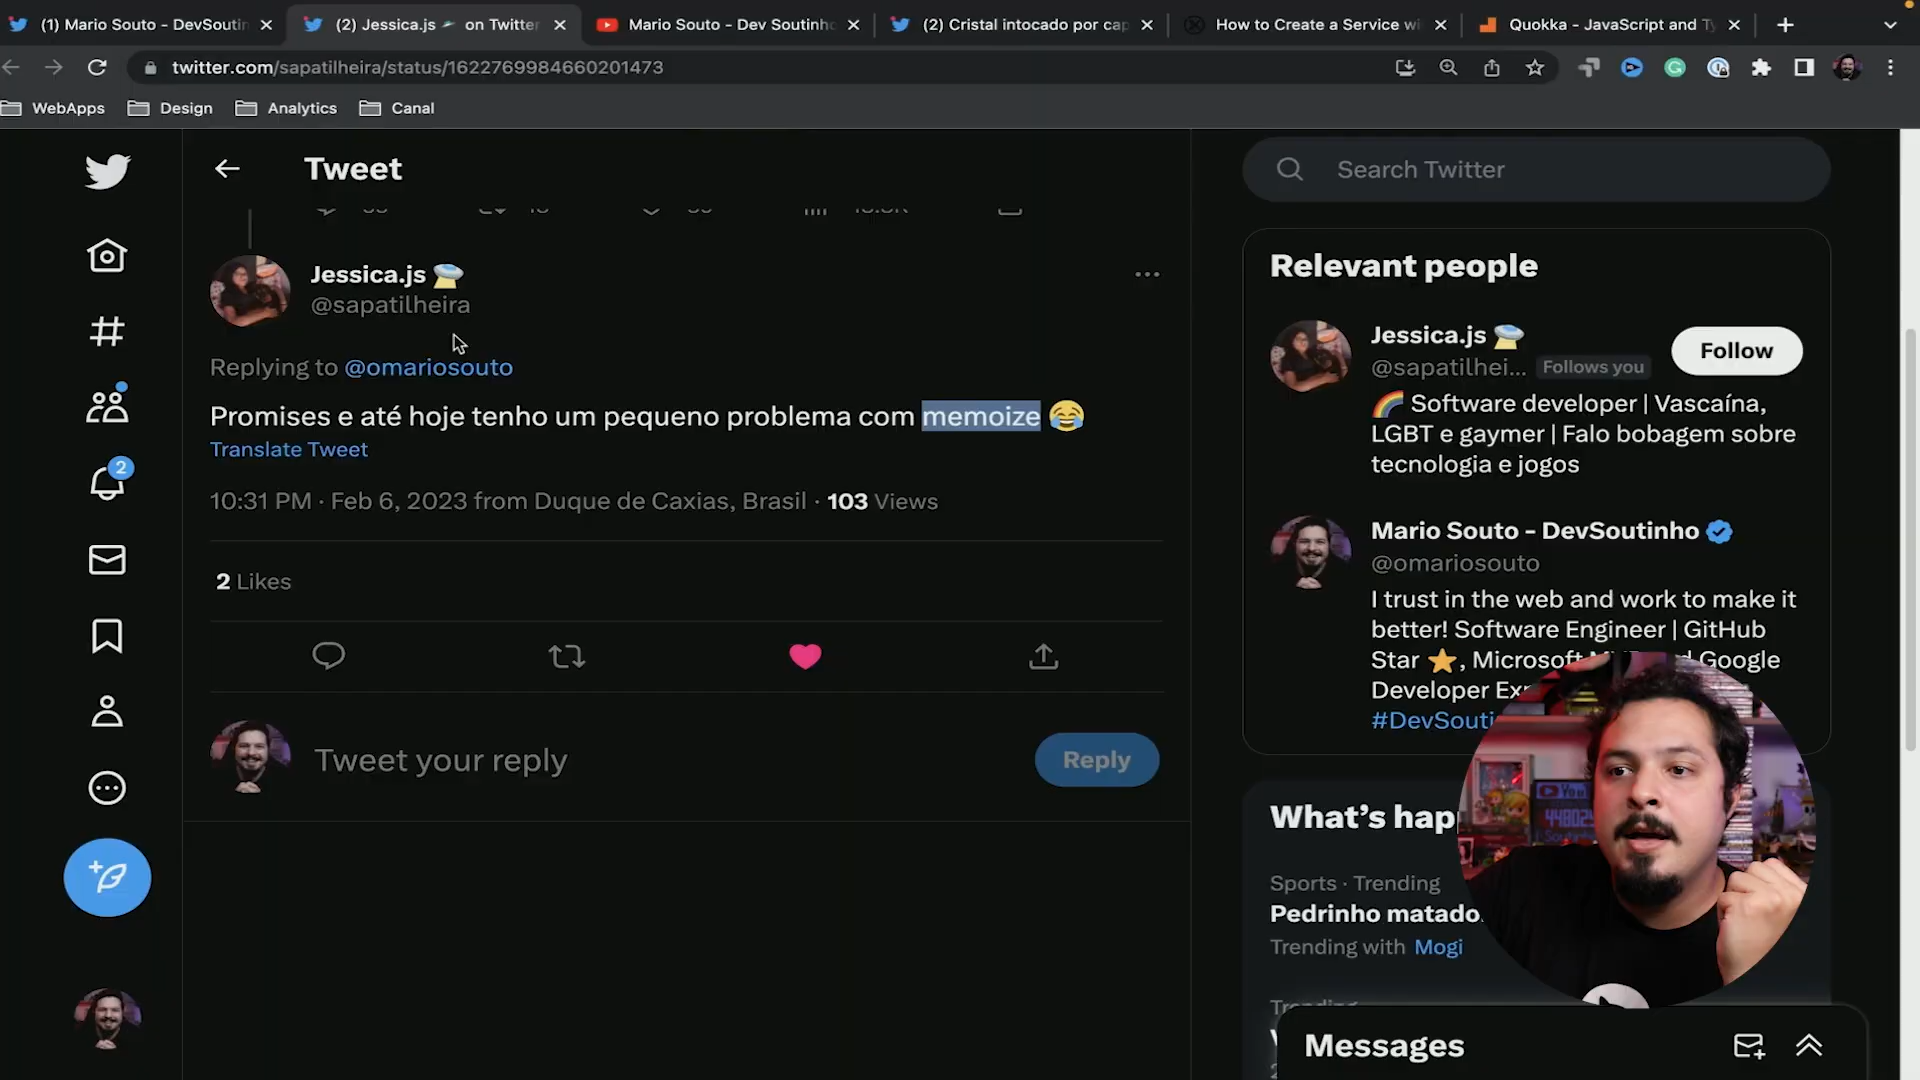 (1) Mario Souto - DevSoutin
(2) Jessica.js on Twitter
Mario Souto - Dev Soutinho
(2) Cristal intocado por cap
How to Create a Service wi
Quokka - JavaScript and Ty
twitter.com/sapatilheira/status/1622769984660201473
WebApps
Design
Analytics
Canal
Tweet
Search Twitter
Jessica.js
@sapatilheira
Replying to @omariosouto
Promises e até hoje tenho um pequeno problema com memoize 😂
Translate Tweet
10:31 PM · Feb 6, 2023 from Duque de Caxias, Brasil · 103 Views
2 Likes
Tweet your reply
Reply
2
Relevant people
Jessica.js
@sapatilhei... Follows you
Follow
🌈 Software developer | Vascaína,
LGBT e gaymer | Falo bobagem sobre
tecnologia e jogos
Mario Souto - DevSoutinho
@omariosouto
I trust in the web and work to make it
better! Software Engineer | GitHub
Star ⭐, Microsoft Google
Developer
#DevSouti
What's hap
Sports · Trending
Pedrinho matado
Trending with Mogi
Messages